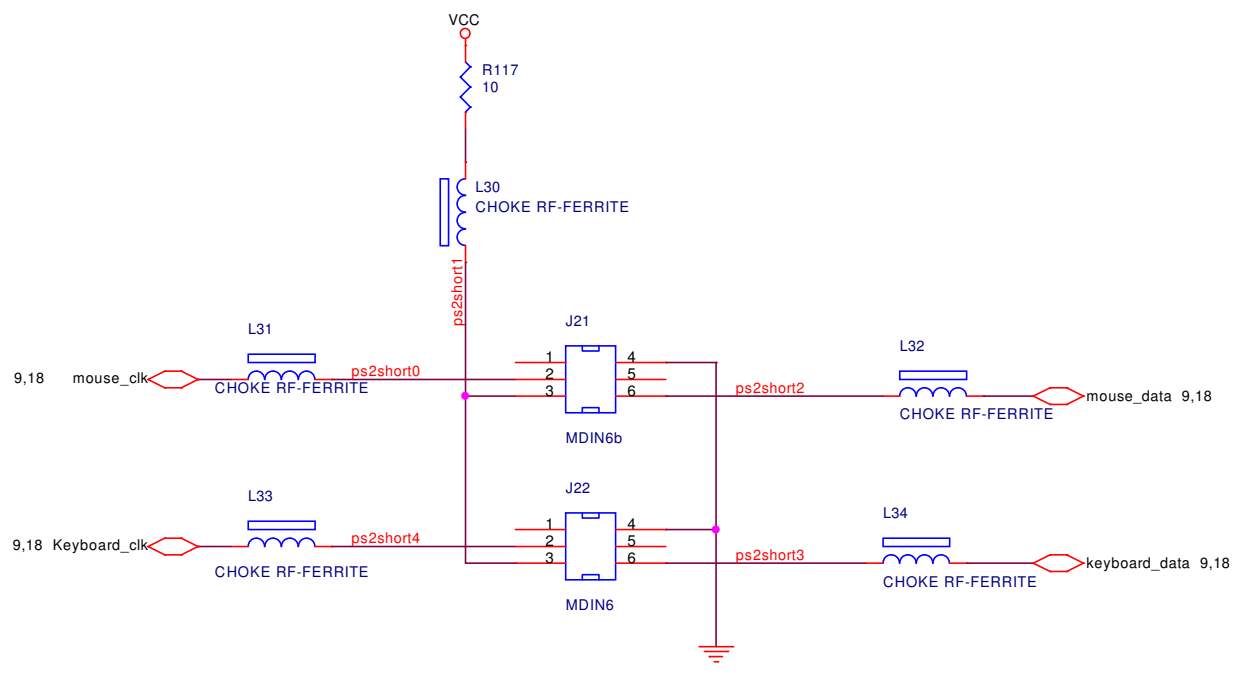 VCC
R117
10
L30
CHOKE RF-FERRITE
ps2short1
J21
L31
L32
1
4
9,18 mouse_clk
ps2short0
2
5
CHOKE RF-FERRITE
3
6
ps2short2
mouse_data 9,18
CHOKE RF-FERRITE
MDIN6b
J22
L33
L34
1
4
9,18 Keyboard_clk
ps2short4
2
5
3
6
ps2short3
keyboard_data 9,18
CHOKE RF-FERRITE
CHOKE RF-FERRITE
MDIN6